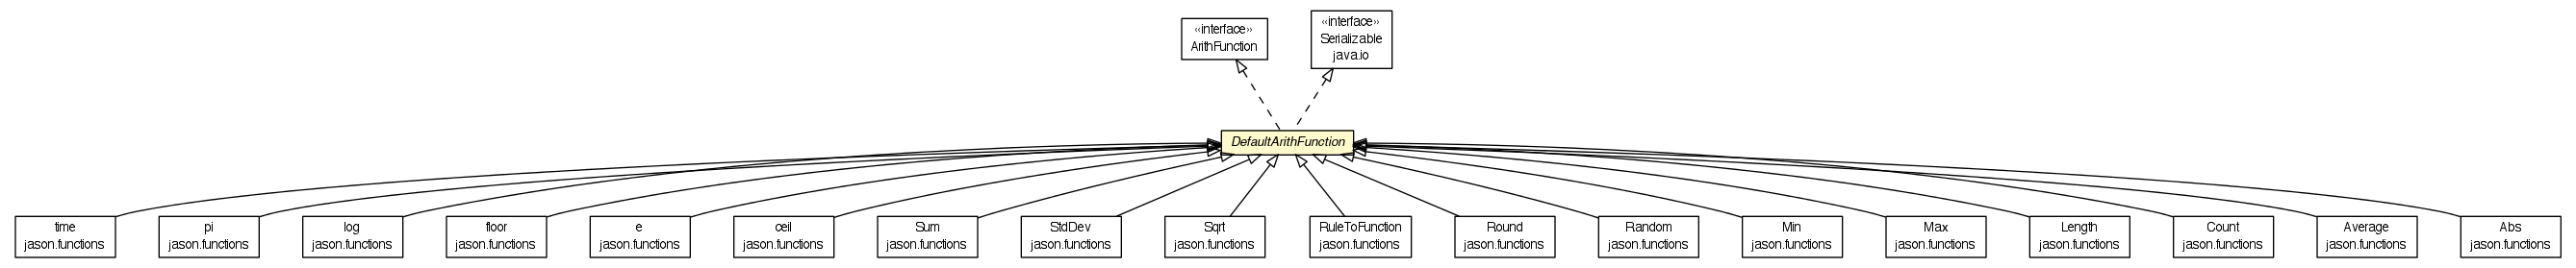 «interface»
ArithFunction
«interface»
Serializable
java.io
DefaultArithFunction
time
jason.functions
pi
jason.functions
log
jason.functions
floor
jason.functions
e
jason.functions
ceil
jason.functions
Sum
jason.functions
StdDev
jason.functions
Sqrt
jason.functions
RuleToFunction
jason.functions
Round
jason.functions
Random
jason.functions
Min
jason.functions
Max
jason.functions
Length
jason.functions
Count
jason.functions
Average
jason.functions
Abs
jason.functions